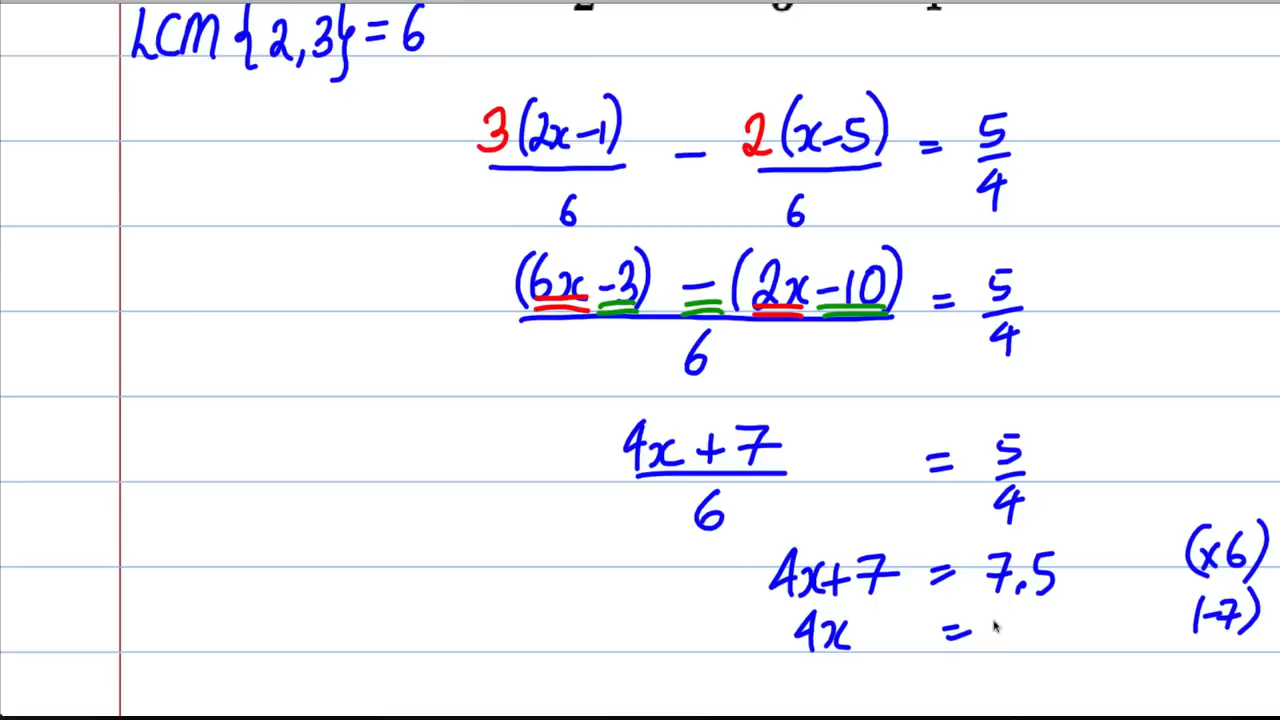 LCM {2,3} = 6
3(2x-1)/6 - 2(x-5)/6 = 5/4
(6x-3) - (2x-10)/6 = 5/4
4x+7/6 = 5/4
4x+7 = 7.5 (×6)
4x = (-7)